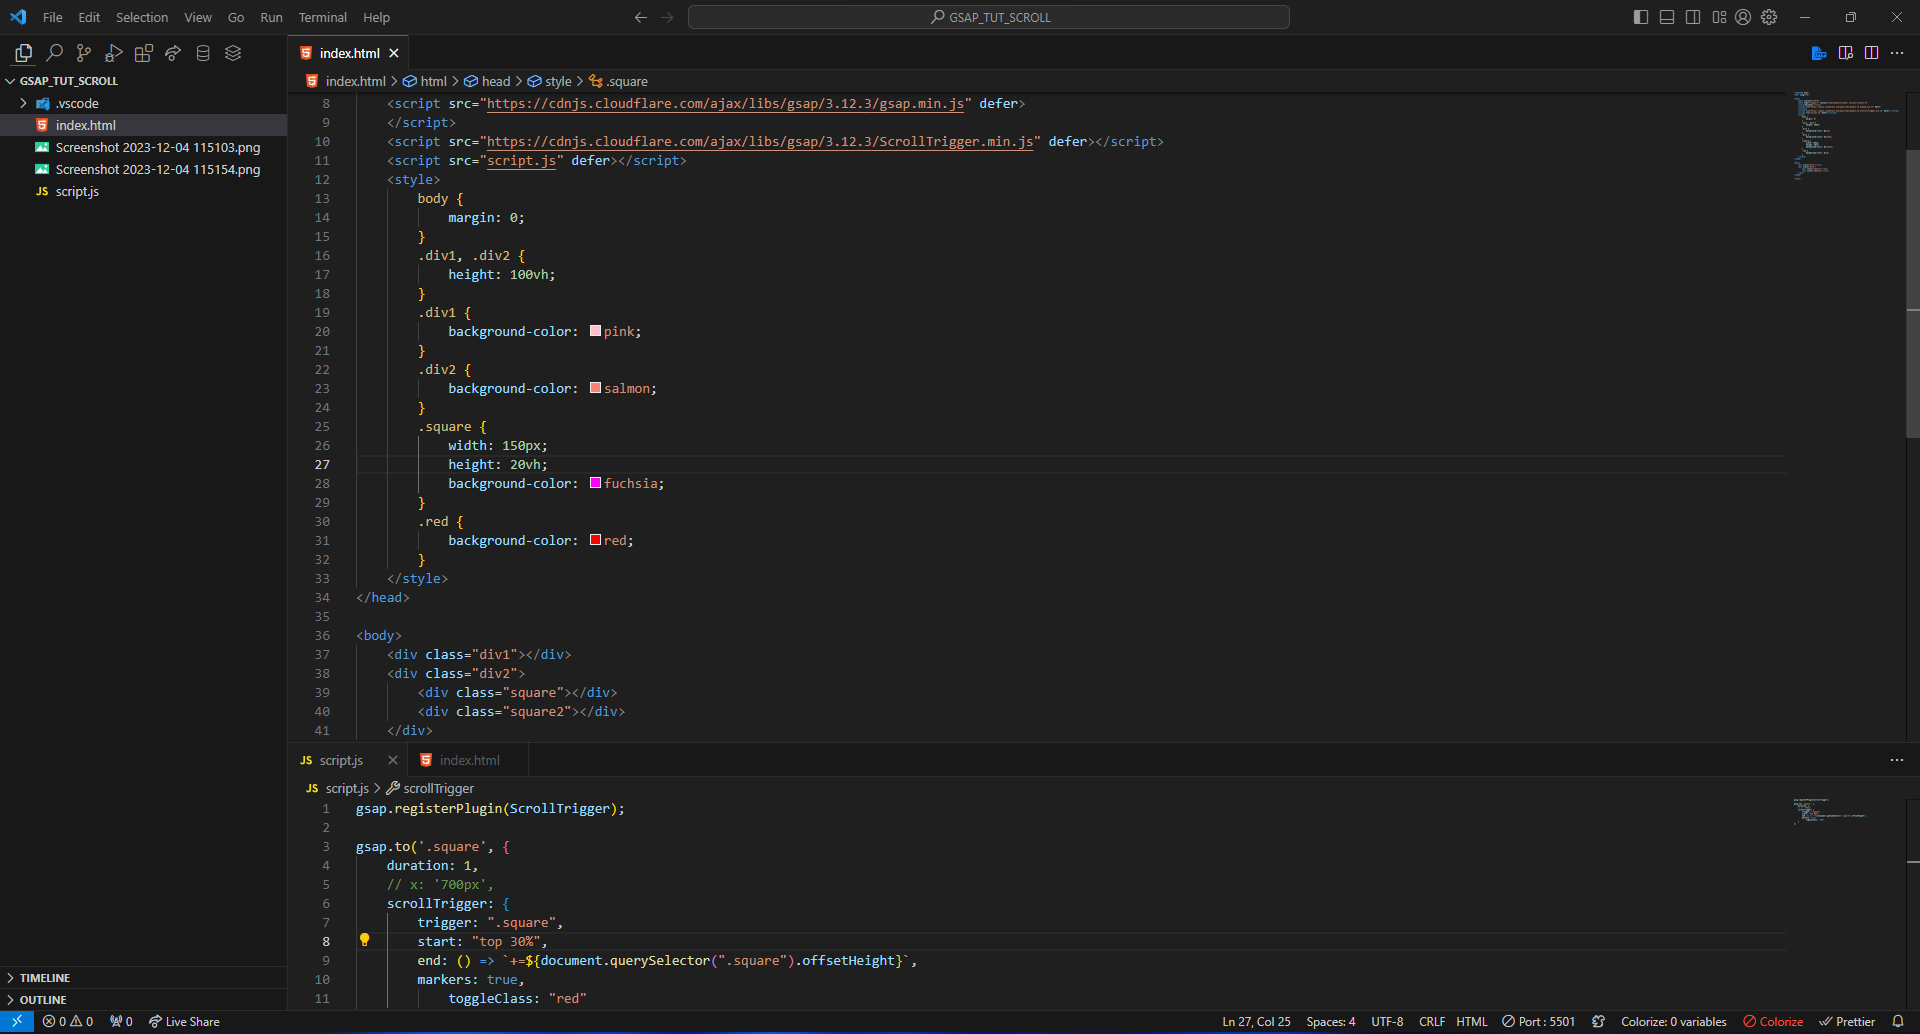 File Edit Selection View Go Run Terminal Help
GSAP_TUT_SCROLL
GSAP_TUT_SCROLL
.vscode
index.html
Screenshot 2023-12-04 115103.png
Screenshot 2023-12-04 115154.png
JS script.js
TIMELINE
OUTLINE
index.html
index.html > html > head > style > .square
8 <script src="https://cdnjs.cloudflare.com/ajax/libs/gsap/3.12.3/gsap.min.js" defer>
9 </script>
10 <script src="https://cdnjs.cloudflare.com/ajax/libs/gsap/3.12.3/ScrollTrigger.min.js" defer></script>
11 <script src="script.js" defer></script>
12 <style>
13 body {
14 margin: 0;
15 }
16 .div1, .div2 {
17 height: 100vh;
18 }
19 .div1 {
20 background-color: pink;
21 }
22 .div2 {
23 background-color: salmon;
24 }
25 .square {
26 width: 150px;
27 height: 20vh;
28 background-color: fuchsia;
29 }
30 .red {
31 background-color: red;
32 }
33 </style>
34 </head>
35
36 <body>
37 <div class="div1"></div>
38 <div class="div2">
39 <div class="square"></div>
40 <div class="square2"></div>
41 </div>
JS script.js index.html
JS script.js > scrollTrigger
1 gsap.registerPlugin(ScrollTrigger);
2
3 gsap.to('.square', {
4 duration: 1,
5 // x: '700px',
6 scrollTrigger: {
7 trigger: ".square",
8 start: "top 30%",
9 end: () => `+=${document.querySelector(".square").offsetHeight}`,
10 markers: true,
11 toggleClass: "red"
0 0 0 Live Share Ln 27, Col 25 Spaces: 4 UTF-8 CRLF HTML Port : 5501 Colorize: 0 variables Colorize Prettier